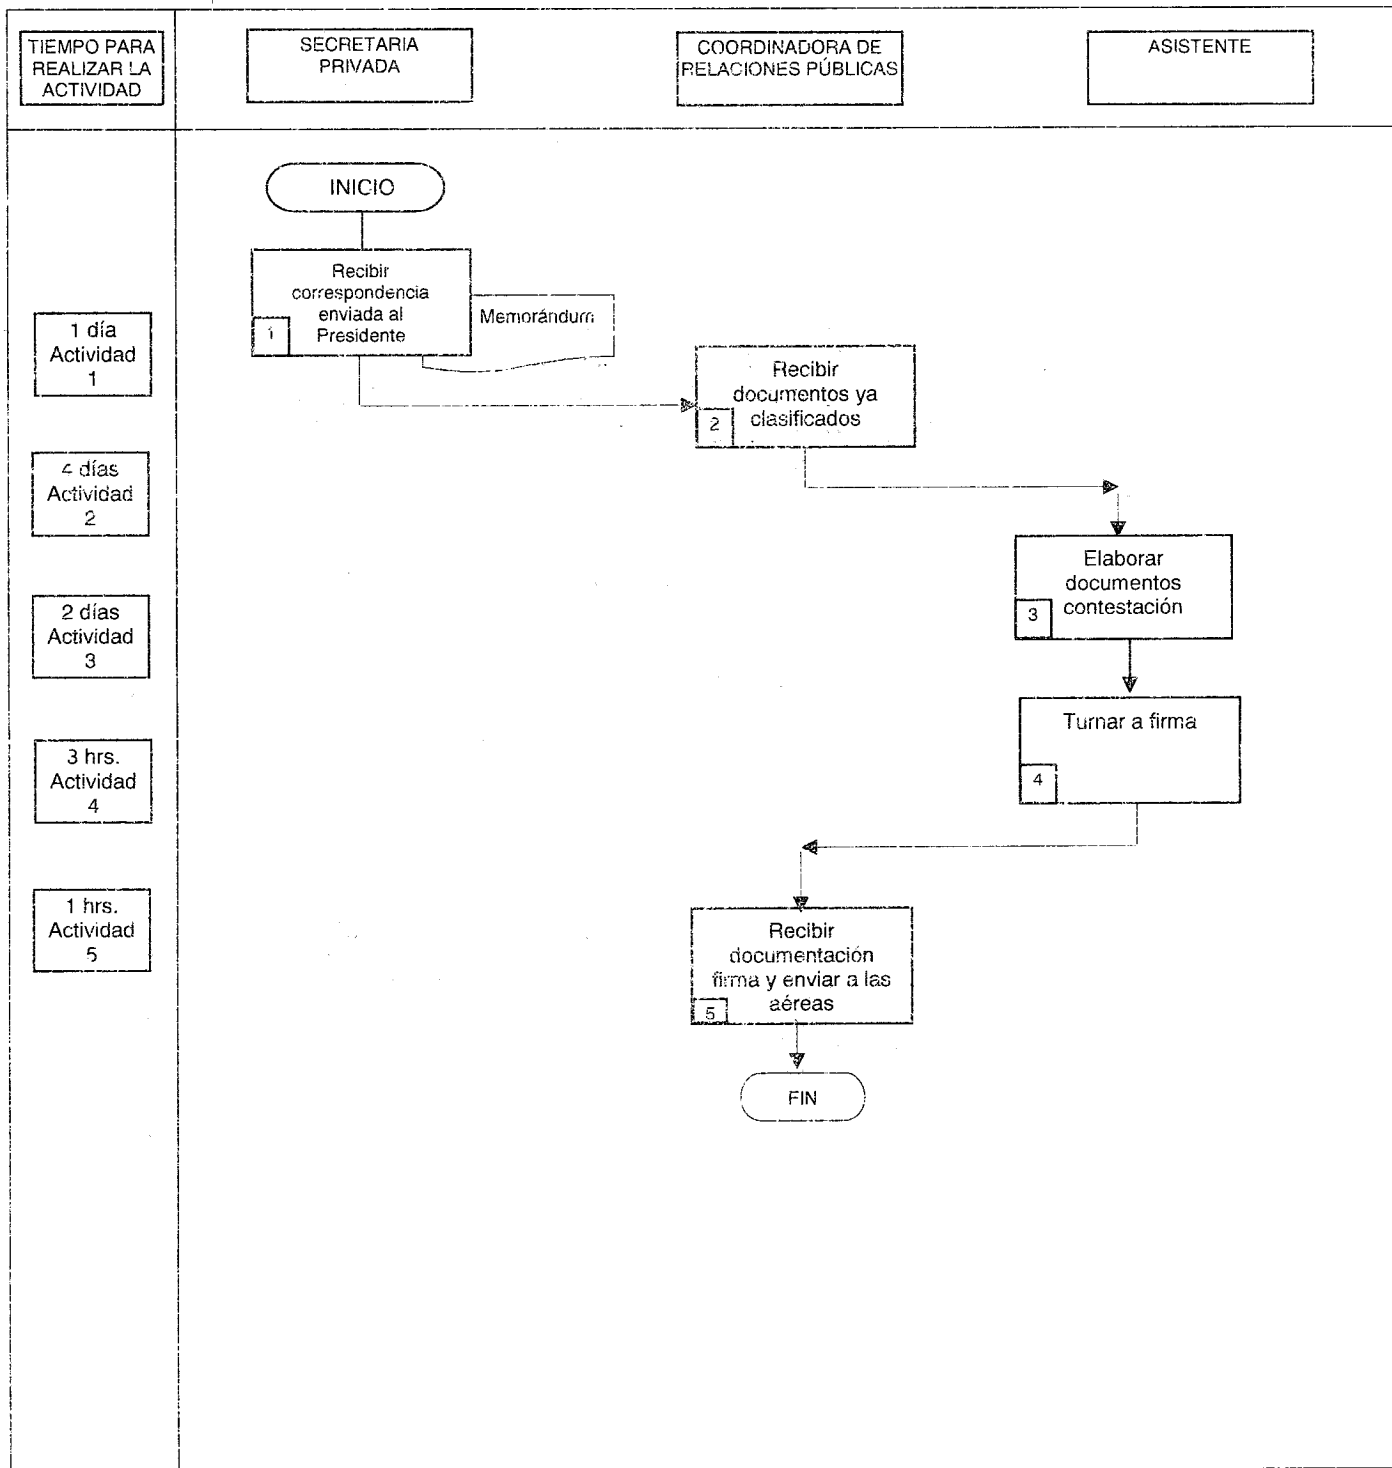 TIEMPO PARA
REALIZAR LA
ACTIVIDAD
SECRETARIA
PRIVADA
COORDINADORA DE
RELACIONES PÚBLICAS
ASISTENTE
INICIO
Recibir
correspondencia
enviada al
Presidente
1
Memorándum
1 día
Actividad
1
Recibir
documentos ya
clasificados
2
4 días
Actividad
2
Elaborar
documentos
contestación
3
2 días
Actividad
3
Turnar a firma
4
3 hrs.
Actividad
4
1 hrs.
Actividad
5
Recibir
documentación
firma y enviar a las
aéreas
5
FIN